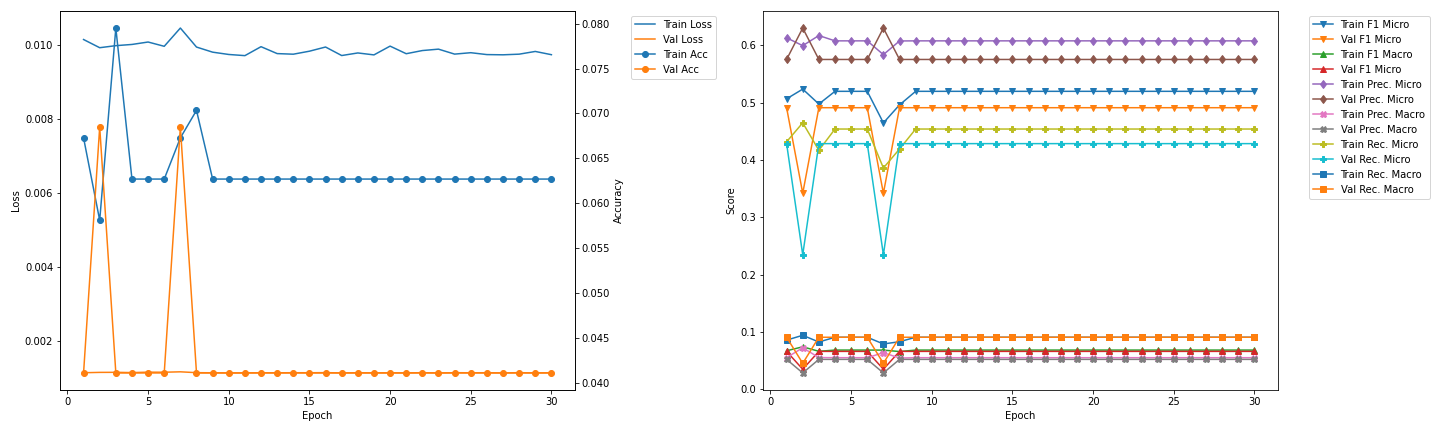 0.010
0.008
0.006
0.004
0.002
Loss
0
5
10
15
20
25
30
Epoch
0.080
0.075
0.070
0.065
0.060
0.055
0.050
0.045
0.040
Accuracy
Train Loss
Val Loss
Train Acc
Val Acc
0.6
0.5
0.4
0.3
0.2
0.1
0.0
Score
0
5
10
15
20
25
30
Epoch
Train F1 Micro
Val F1 Micro
Train F1 Macro
Val F1 Micro
Train Prec. Micro
Val Prec. Micro
Train Prec. Macro
Val Prec. Macro
Train Rec. Micro
Val Rec. Micro
Train Rec. Macro
Val Rec. Macro